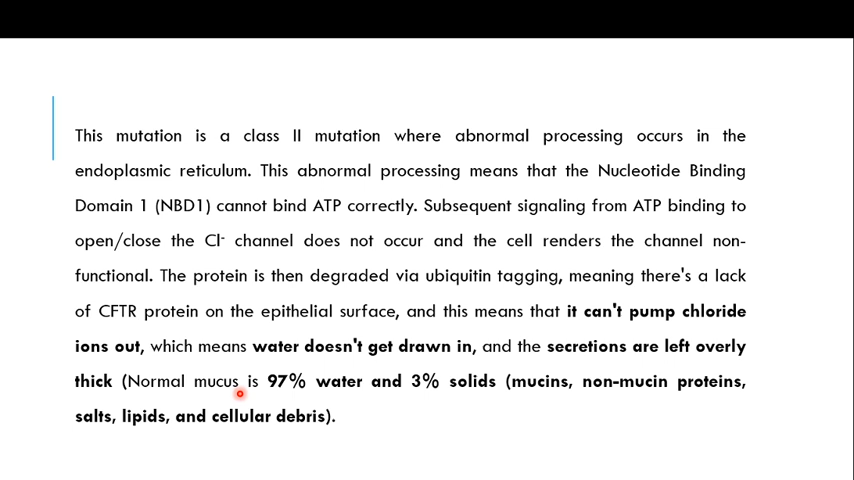 This mutation is a class II mutation where abnormal processing occurs in the
endoplasmic reticulum. This abnormal processing means that the Nucleotide Binding
Domain 1 (NBD1) cannot bind ATP correctly. Subsequent signaling from ATP binding to
open/close the Cl⁻ channel does not occur and the cell renders the channel non-
functional. The protein is then degraded via ubiquitin tagging, meaning there's a lack
of CFTR protein on the epithelial surface, and this means that it can't pump chloride
ions out, which means water doesn't get drawn in, and the secretions are left overly
thick (Normal mucus is 97% water and 3% solids (mucins, non-mucin proteins,
salts, lipids, and cellular debris).